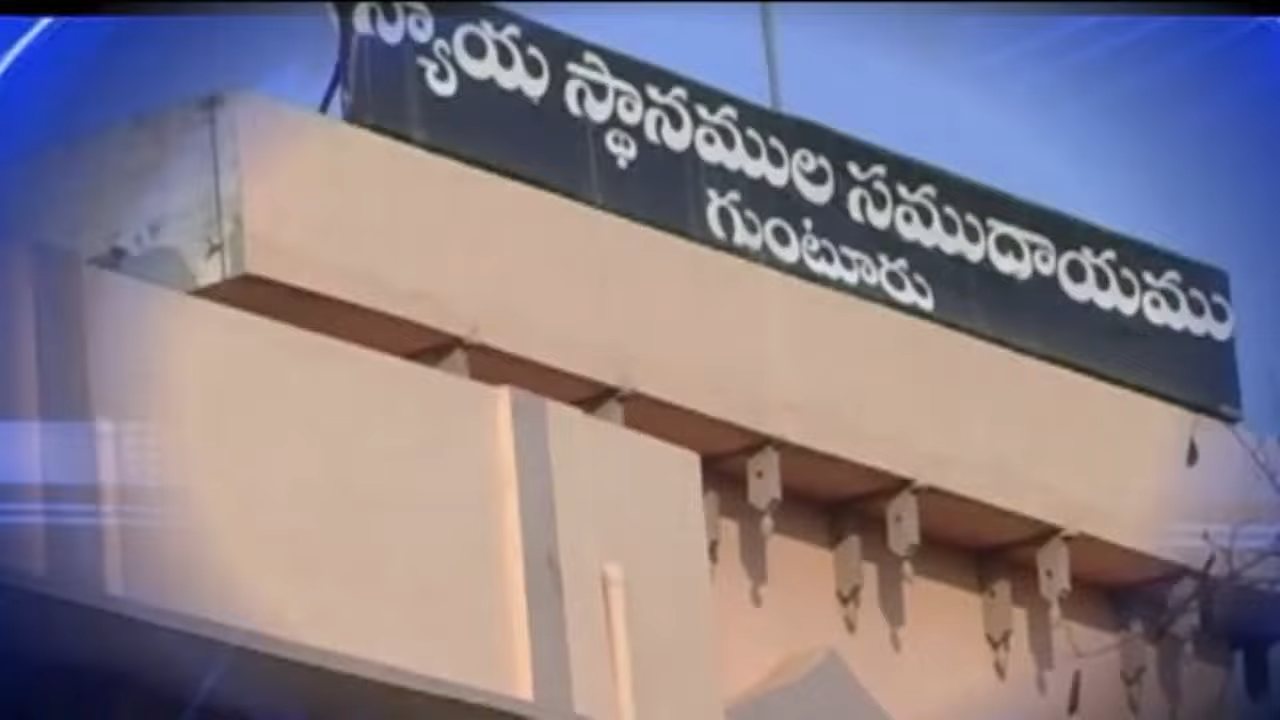 న్యాయ స్థానముల సముదాయము
గుంటూరు